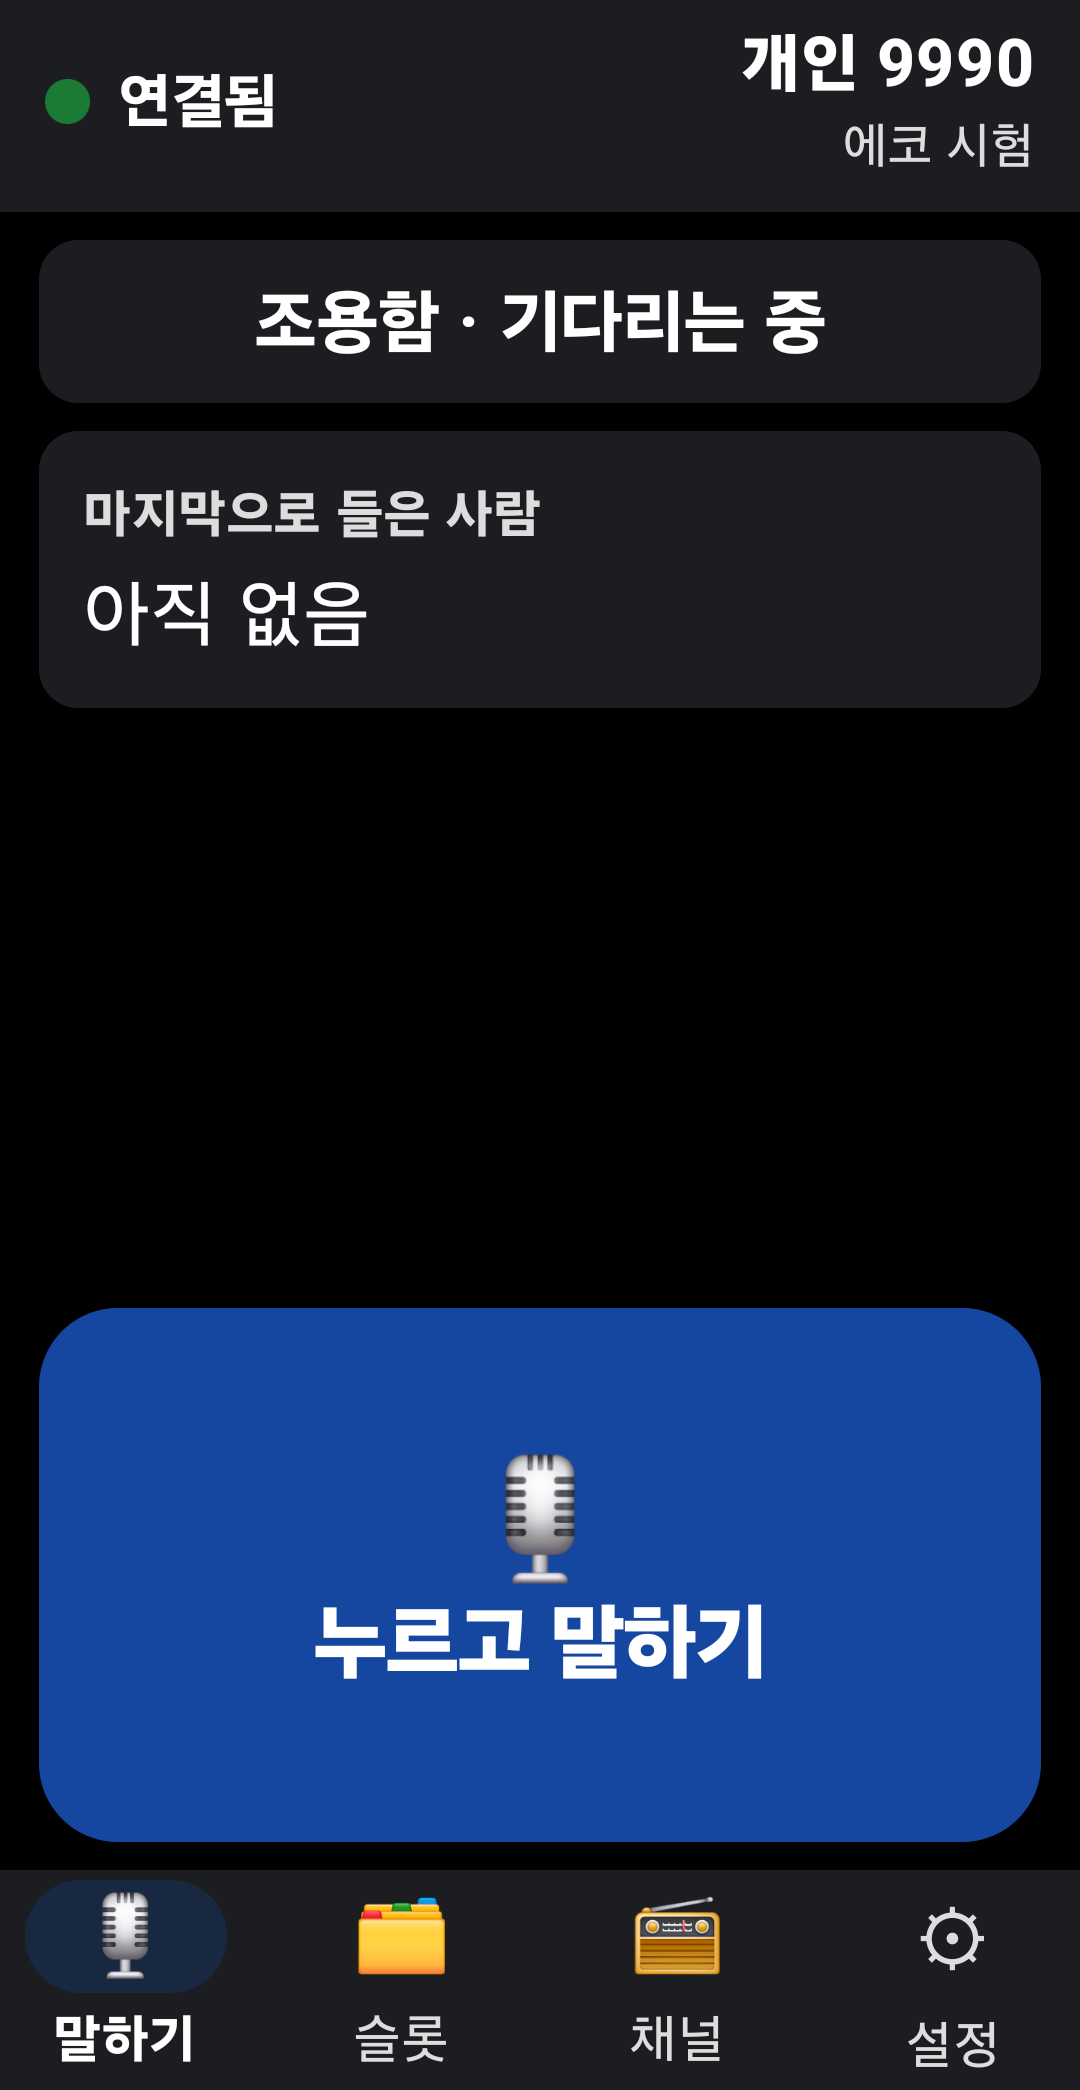 연결됨
개인 9990
에코 시험
조용함 · 기다리는 중
마지막으로 들은 사람
아직 없음
누르고 말하기
말하기
슬롯
채널
설정